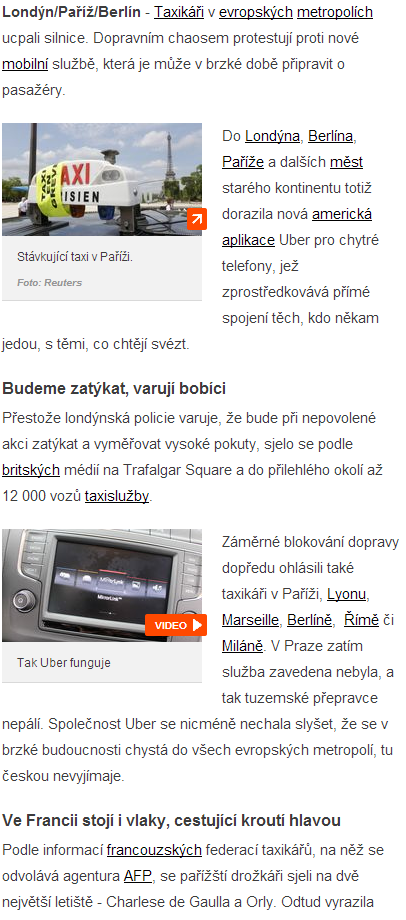 Londýn/Paříž/Berlín - Taxikáři v evropských metropolích
ucpali silnice. Dopravním chaosem protestují proti nové
mobilní službě, která je může v brzké době připravit o
pasažéry.
TAXI
PARISIEN
TAXI
EN
GREVE
Stávkující taxi v Paříži.
Foto: Reuters
Do Londýna, Berlína,
Paříže a dalších měst
starého kontinentu totiž
dorazila nová americká
aplikace Uber pro chytré
telefony, jež
zprostředkovává přímé
spojení těch, kdo někam
jedou, s těmi, co chtějí svézt.
Budeme zatýkat, varují bobíci
Přestože londýnská policie varuje, že bude při nepovolené
akci zatýkat a vyměřovat vysoké pokuty, sjelo se podle
britských médií na Trafalgar Square a do přilehlého okolí až
12 000 vozů taxislužby.
MirrorLink
MirrorLink™
VIDEO
Tak Uber funguje
Záměrné blokování dopravy
dopředu ohlásili také
taxikáři v Paříži, Lyonu,
Marseille, Berlíně, Římě či
Miláně. V Praze zatím
služba zavedena nebyla, a
tak tuzemské přepravce
nepálí. Společnost Uber se nicméně nechala slyšet, že se v
brzké budoucnosti chystá do všech evropských metropolí, tu
českou nevyjímaje.
Ve Francii stojí i vlaky, cestující kroutí hlavou
Podle informací francouzských federací taxikářů, na něž se
odvolává agentura AFP, se pařížští drožkáři sjeli na dvě
největší letiště - Charlese de Gaulla a Orly. Odtud vyrazila